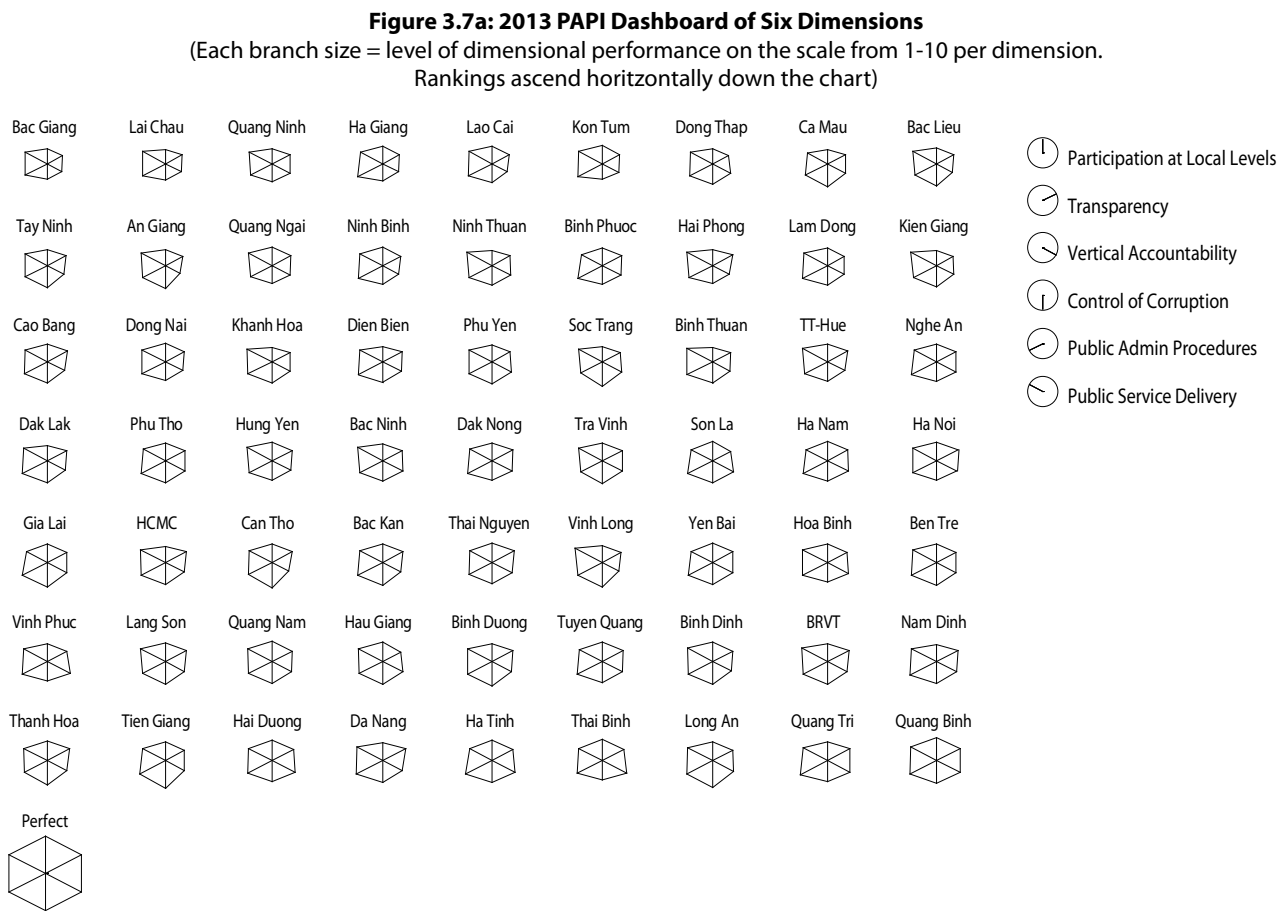 Figure 3.7a: 2013 PAPI Dashboard of Six Dimensions
(Each branch size = level of dimensional performance on the scale from 1-10 per dimension.
Rankings ascend horitzontally down the chart)
Bac Giang Lai Chau Quang Ninh Ha Giang Lao Cai Kon Tum Dong Thap Ca Mau Bac Lieu
Tay Ninh An Giang Quang Ngai Ninh Binh Ninh Thuan Binh Phuoc Hai Phong Lam Dong Kien Giang
Cao Bang Dong Nai Khanh Hoa Dien Bien Phu Yen Soc Trang Binh Thuan TT-Hue Nghe An
Dak Lak Phu Tho Hung Yen Bac Ninh Dak Nong Tra Vinh Son La Ha Nam Ha Noi
Gia Lai HCMC Can Tho Bac Kan Thai Nguyen Vinh Long Yen Bai Hoa Binh Ben Tre
Vinh Phuc Lang Son Quang Nam Hau Giang Binh Duong Tuyen Quang Binh Dinh BRVT Nam Dinh
Thanh Hoa Tien Giang Hai Duong Da Nang Ha Tinh Thai Binh Long An Quang Tri Quang Binh
Perfect
Participation at Local Levels
Transparency
Vertical Accountability
Control of Corruption
Public Admin Procedures
Public Service Delivery